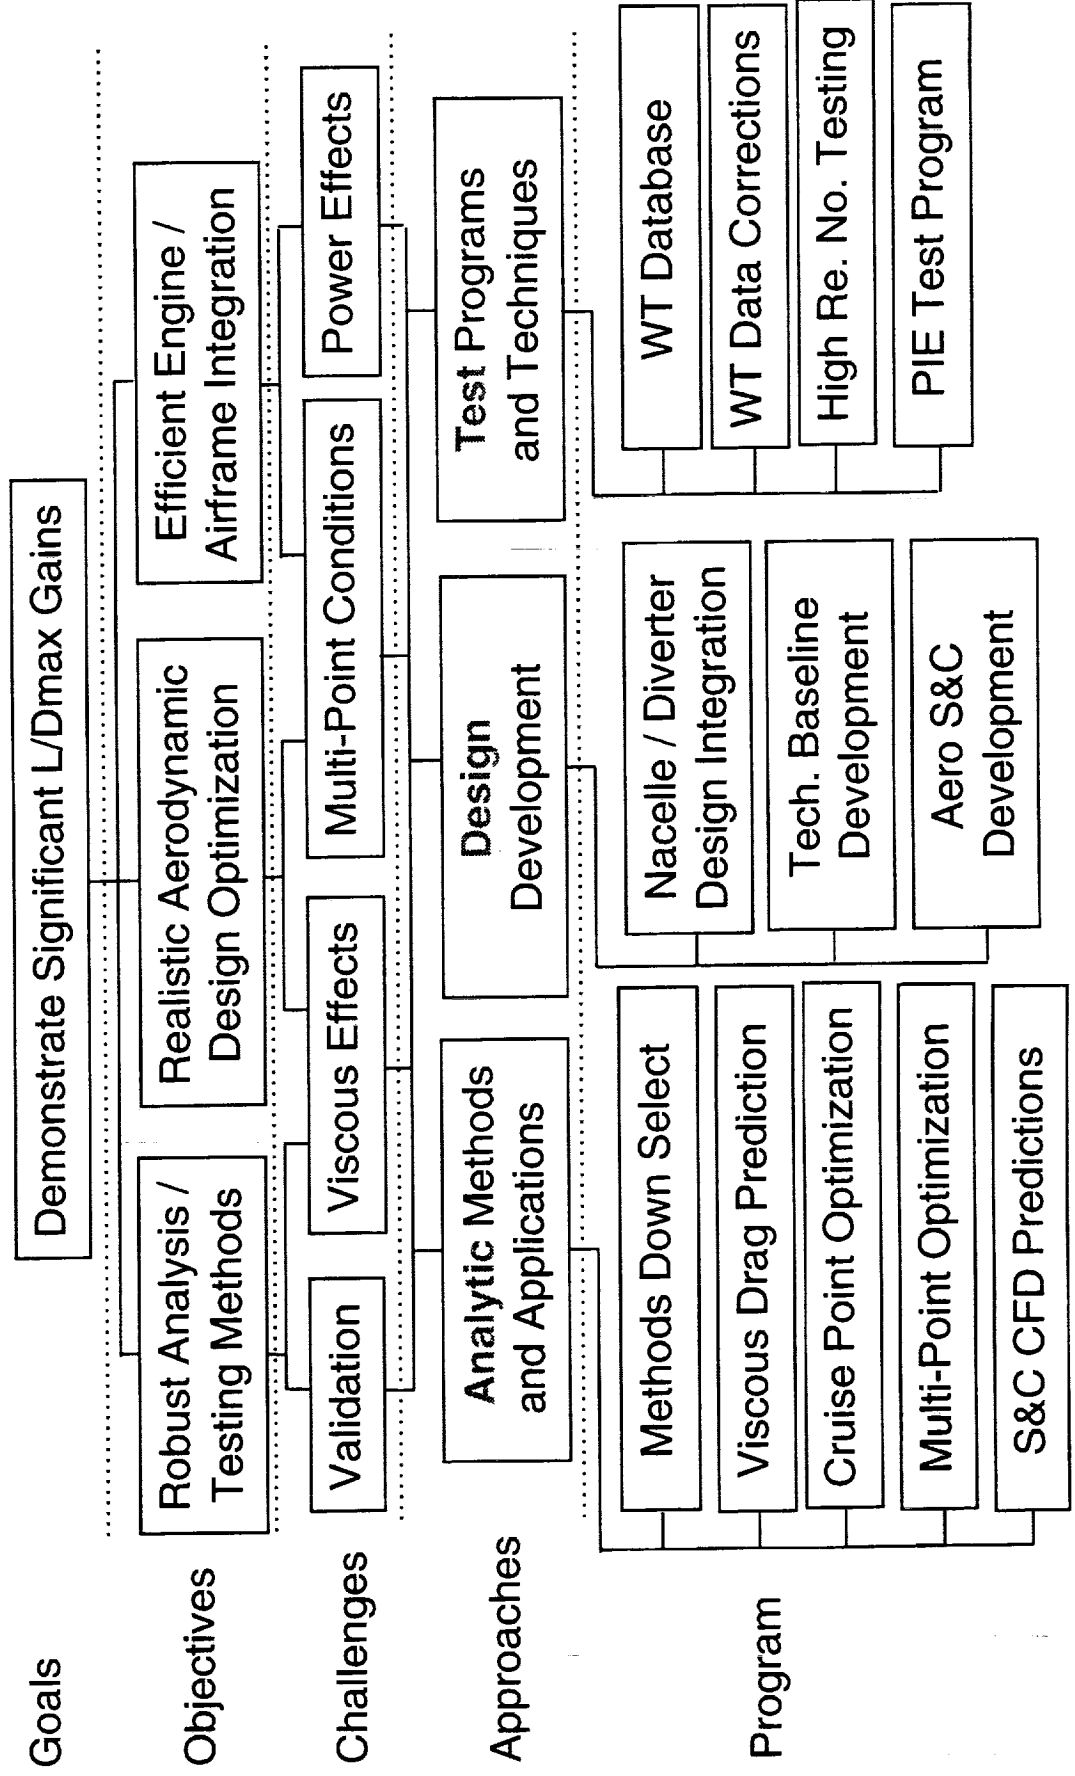 Goals
Demonstrate Significant L/Dmax Gains
Objectives
Robust Analysis /
Testing Methods
Realistic Aerodynamic
Design Optimization
Efficient Engine /
Airframe Integration
Challenges
Validation
Viscous Effects
Multi-Point Conditions
Power Effects
Approaches
Analytic Methods
and Applications
Design
Development
Test Programs
and Techniques
Program
Methods Down Select
Viscous Drag Prediction
Cruise Point Optimization
Multi-Point Optimization
S&C CFD Predictions
Nacelle / Diverter
Design Integration
Tech. Baseline
Development
Aero S&C
Development
WT Database
WT Data Corrections
High Re. No. Testing
PIE Test Program